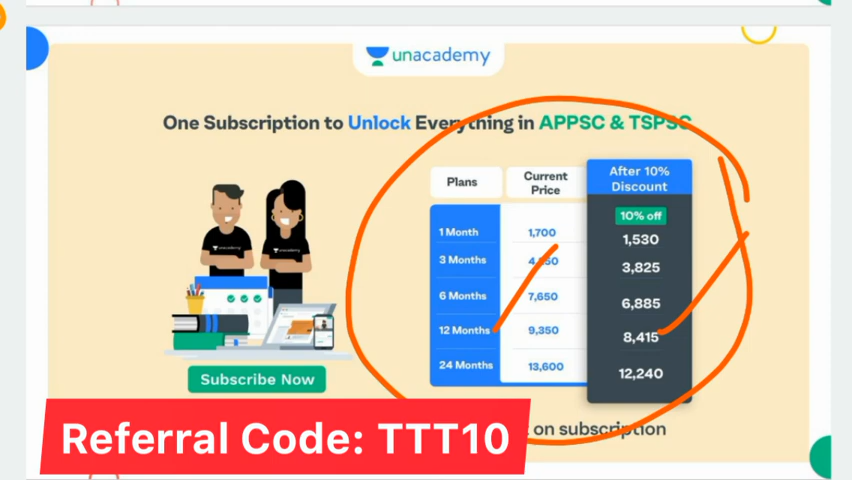 unacademy
One Subscription to Unlock Everything in APPSC & TSPSC
Plans
Current Price
After 10% Discount
10% off
1 Month 1,700 1,530
3 Months 3,825
6 Months 7,650 6,885
12 Months 9,350 8,415
24 Months 13,600 12,240
unacademy
Subscribe Now
on subscription
Referral Code: TTT10